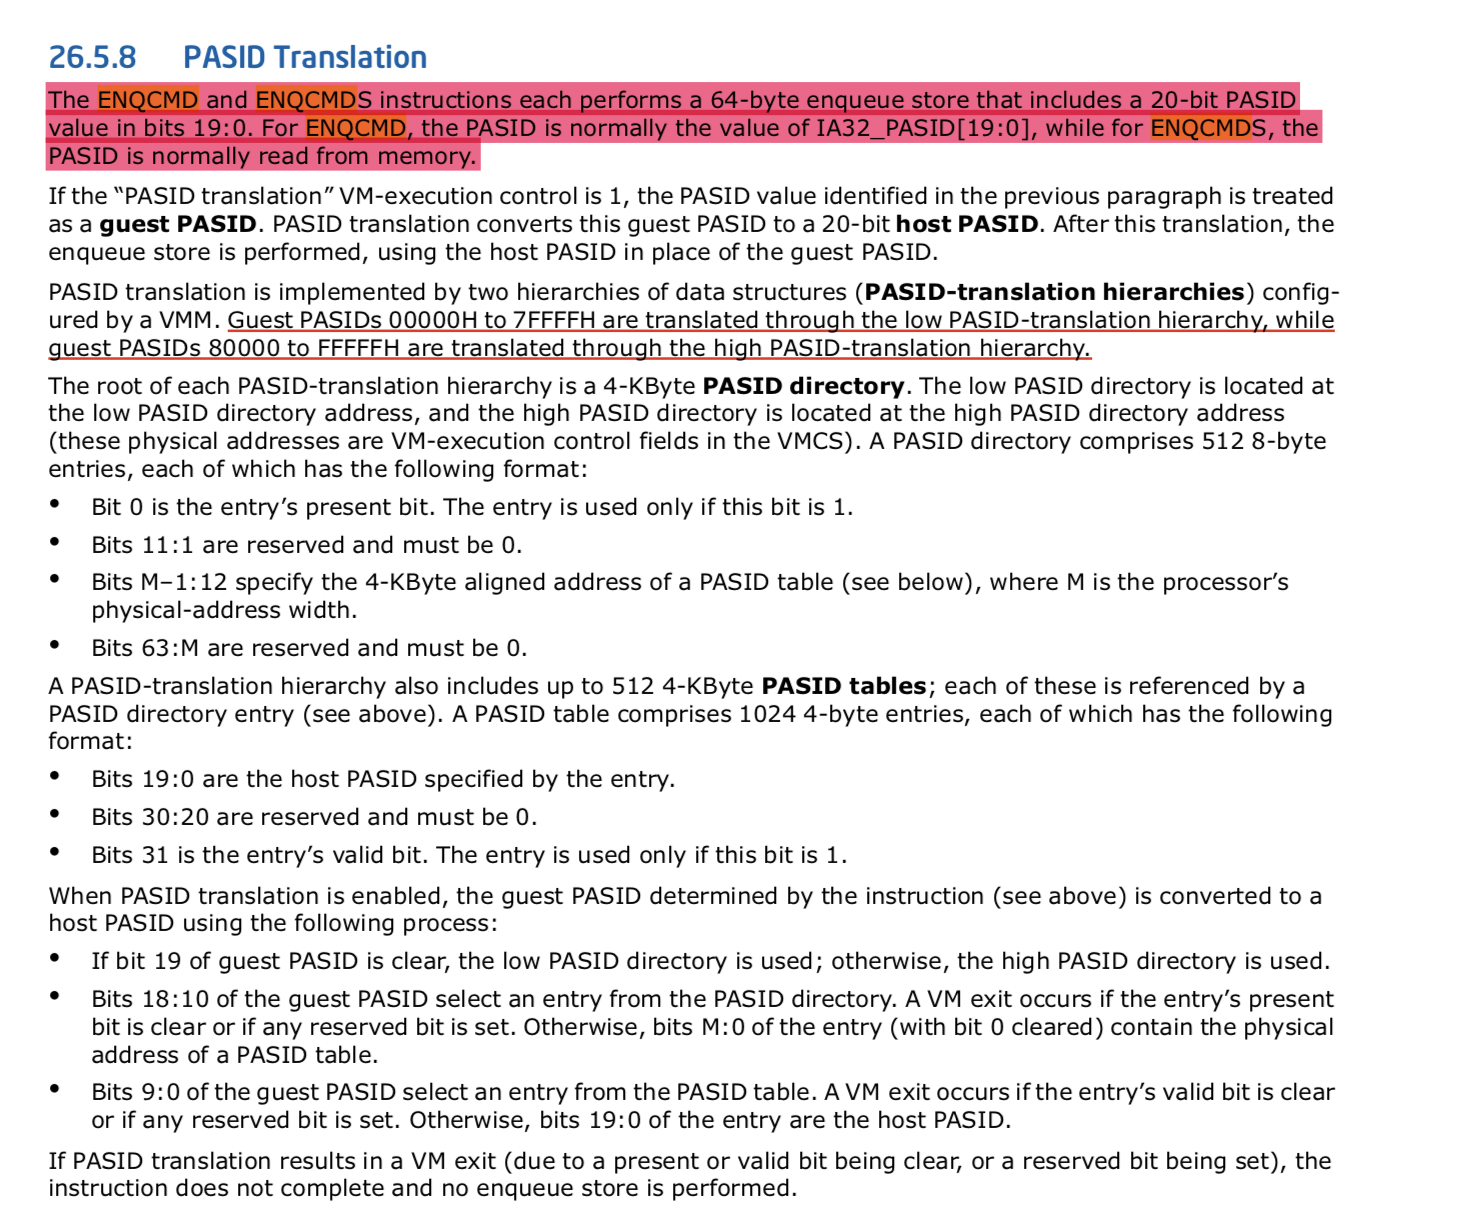 26.5.8 PASID Translation
The ENQCMD and ENQCMDS instructions each performs a 64-byte enqueue store that includes a 20-bit PASID
value in bits 19:0. For ENQCMD, the PASID is normally the value of IA32_PASID[19:0], while for ENQCMDS, the
PASID is normally read from memory.
If the “PASID translation” VM-execution control is 1, the PASID value identified in the previous paragraph is treated
as a guest PASID. PASID translation converts this guest PASID to a 20-bit host PASID. After this translation, the
enqueue store is performed, using the host PASID in place of the guest PASID.
PASID translation is implemented by two hierarchies of data structures (PASID-translation hierarchies) config-
ured by a VMM. Guest PASIDs 00000H to 7FFFFH are translated through the low PASID-translation hierarchy, while
guest PASIDs 80000 to FFFFFH are translated through the high PASID-translation hierarchy.
The root of each PASID-translation hierarchy is a 4-KByte PASID directory. The low PASID directory is located at
the low PASID directory address, and the high PASID directory is located at the high PASID directory address
(these physical addresses are VM-execution control fields in the VMCS). A PASID directory comprises 512 8-byte
entries, each of which has the following format:
• Bit 0 is the entry’s present bit. The entry is used only if this bit is 1.
• Bits 11:1 are reserved and must be 0.
• Bits M–1:12 specify the 4-KByte aligned address of a PASID table (see below), where M is the processor’s
physical-address width.
• Bits 63:M are reserved and must be 0.
A PASID-translation hierarchy also includes up to 512 4-KByte PASID tables; each of these is referenced by a
PASID directory entry (see above). A PASID table comprises 1024 4-byte entries, each of which has the following
format:
• Bits 19:0 are the host PASID specified by the entry.
• Bits 30:20 are reserved and must be 0.
• Bits 31 is the entry’s valid bit. The entry is used only if this bit is 1.
When PASID translation is enabled, the guest PASID determined by the instruction (see above) is converted to a
host PASID using the following process:
• If bit 19 of guest PASID is clear, the low PASID directory is used; otherwise, the high PASID directory is used.
• Bits 18:10 of the guest PASID select an entry from the PASID directory. A VM exit occurs if the entry’s present
bit is clear or if any reserved bit is set. Otherwise, bits M:0 of the entry (with bit 0 cleared) contain the physical
address of a PASID table.
• Bits 9:0 of the guest PASID select an entry from the PASID table. A VM exit occurs if the entry’s valid bit is clear
or if any reserved bit is set. Otherwise, bits 19:0 of the entry are the host PASID.
If PASID translation results in a VM exit (due to a present or valid bit being clear, or a reserved bit being set), the
instruction does not complete and no enqueue store is performed.